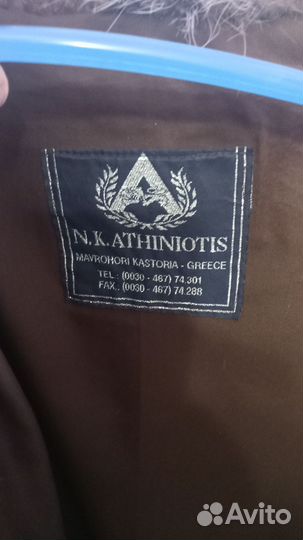 N.K. ATHINIOTIS
MAVROHORI KASTORIA - GREECE
TEL.: (0030 - 467) 74.301
FAX.: (0030 - 467) 74.288
Avito